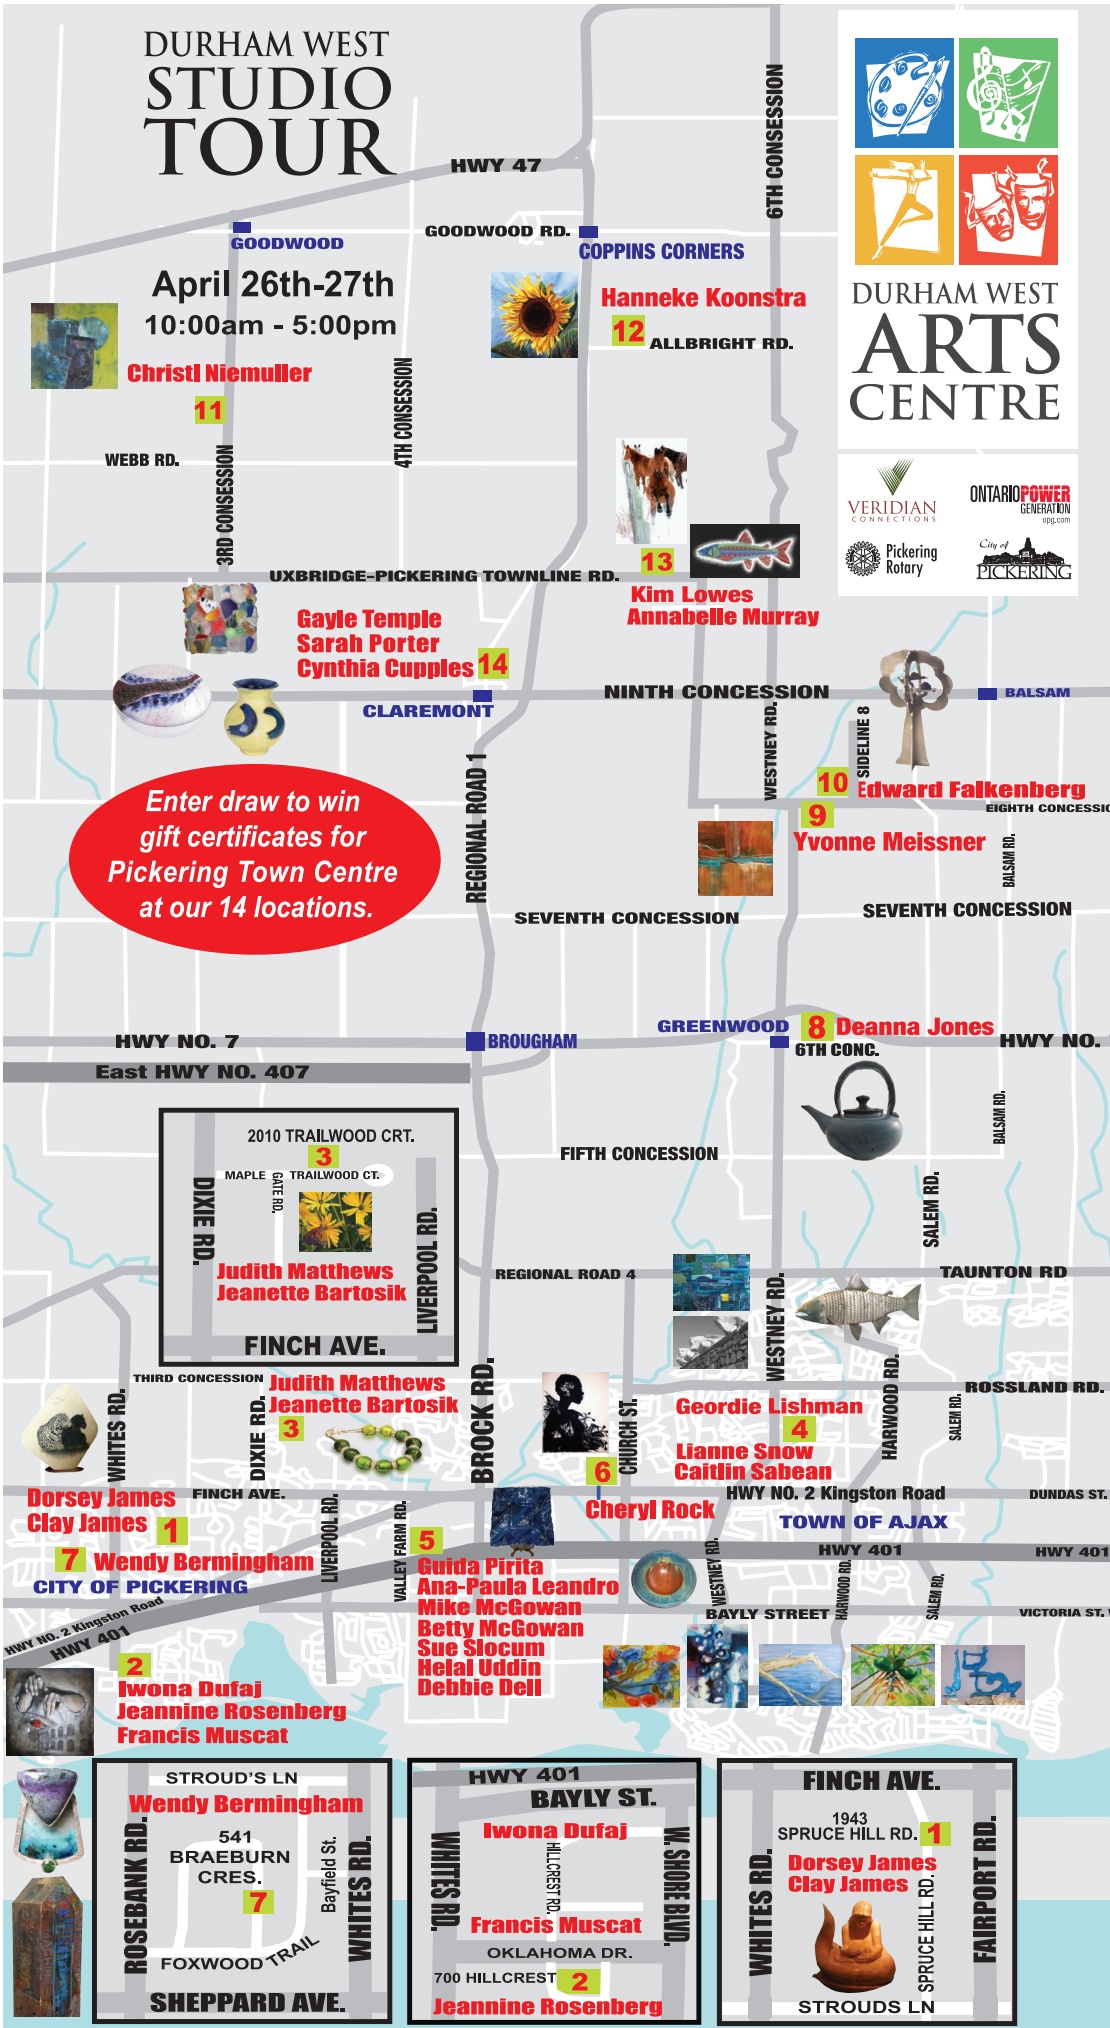 DURHAM WEST
STUDIO
TOUR
HWY 47
6TH CONSESSION
GOODWOOD
GOODWOOD RD.
COPPINS CORNERS
April 26th-27th
10:00am - 5:00pm
Hanneke Koonstra
12
ALLBRIGHT RD.
DURHAM WEST
ARTS
CENTRE
Christl Niemuller
11
4TH CONSESSION
WEBB RD.
3RD CONSESSION
VERIDIAN
CONNECTIONS
ONTARIOPOWER
GENERATION
opg.com
Pickering
Rotary
City of
PICKERING
UXBRIDGE-PICKERING TOWNLINE RD.
13
Kim Lowes
Annabelle Murray
Gayle Temple
Sarah Porter
Cynthia Cupples 14
CLAREMONT
NINTH CONCESSION
BALSAM
WESTNEY RD.
SIDELINE 8
10
Edward Falkenberg
EIGHTH CONCESSIO
9
Yvonne Meissner
BALSAM RD.
REGIONAL ROAD 1
Enter draw to win
gift certificates for
Pickering Town Centre
at our 14 locations.
SEVENTH CONCESSION
SEVENTH CONCESSION
HWY NO. 7
BROUGHAM
GREENWOOD
8 Deanna Jones
6TH CONC.
HWY NO.
East HWY NO. 407
BALSAM RD.
FIFTH CONCESSION
2010 TRAILWOOD CRT.
3
MAPLE
GATE RD.
TRAILWOOD CT.
DIXIE RD.
LIVERPOOL RD.
Judith Matthews
Jeanette Bartosik
FINCH AVE.
SALEM RD.
REGIONAL ROAD 4
TAUNTON RD
WESTNEY RD.
THIRD CONCESSION
Judith Matthews
Jeanette Bartosik
3
WHITES RD.
DIXIE RD.
BROCK RD.
CHURCH ST.
HARWOOD RD.
SALEM RD.
ROSSLAND RD.
Geordie Lishman
4
Lianne Snow
Caitlin Sabean
6
Cheryl Rock
HWY NO. 2 Kingston Road
DUNDAS ST.
TOWN OF AJAX
Dorsey James
Clay James 1
FINCH AVE.
7 Wendy Bermingham
CITY OF PICKERING
LIVERPOOL RD.
VALLEY FARM RD.
5
Guida Pirita
Ana-Paula Leandro
Mike McGowan
Betty McGowan
Sue Slocum
Helal Uddin
Debbie Dell
HWY 401
HWY 401
WESTNEY RD.
HARWOOD RD.
SALEM RD.
BAYLY STREET
VICTORIA ST.
HWY NO. 2 Kingston Road
HWY 401
2
Iwona Dufaj
Jeannine Rosenberg
Francis Muscat
STROUD'S LN
Wendy Bermingham
541
BRAEBURN
CRES.
7
ROSEBANK RD.
Bayfield St.
WHITES RD.
FOXWOOD TRAIL
SHEPPARD AVE.
HWY 401
BAYLY ST.
Iwona Dufaj
WHITES RD.
HILLCREST RD.
W. SHORE BLVD.
Francis Muscat
OKLAHOMA DR.
700 HILLCREST 2
Jeannine Rosenberg
FINCH AVE.
1943
SPRUCE HILL RD. 1
Dorsey James
Clay James
WHITES RD.
SPRUCE HILL RD.
FAIRPORT RD.
STROUDS LN